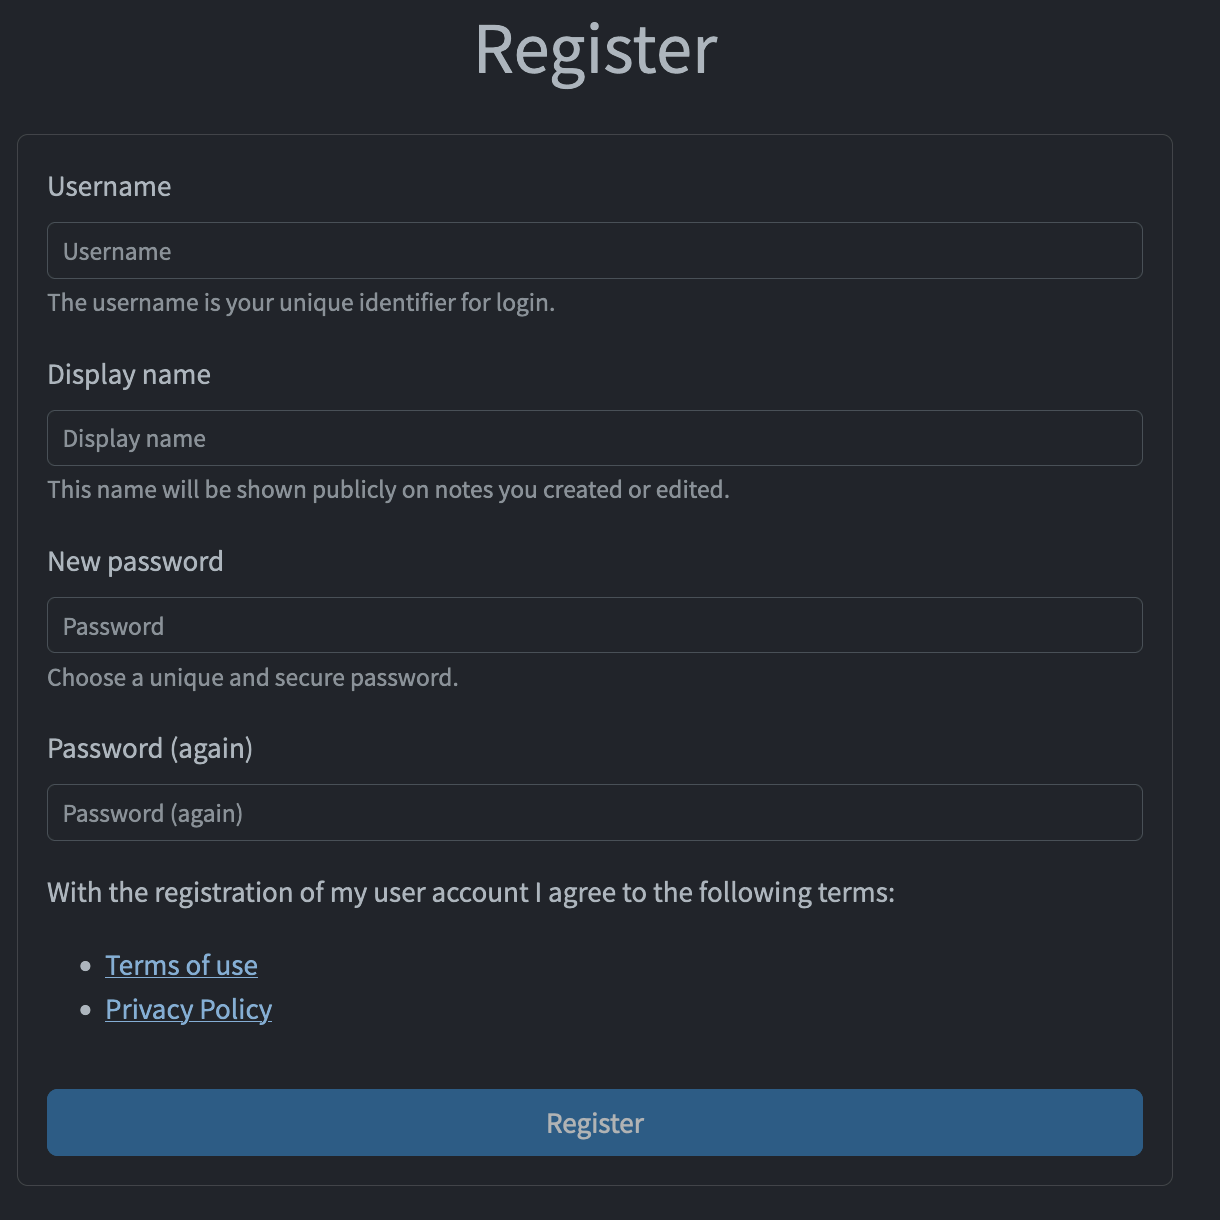 Register
Username
Username
The username is your unique identifier for login.
Display name
Display name
This name will be shown publicly on notes you created or edited.
New password
Password
Choose a unique and secure password.
Password (again)
Password (again)
With the registration of my user account I agree to the following terms:
Terms of use
Privacy Policy
Register